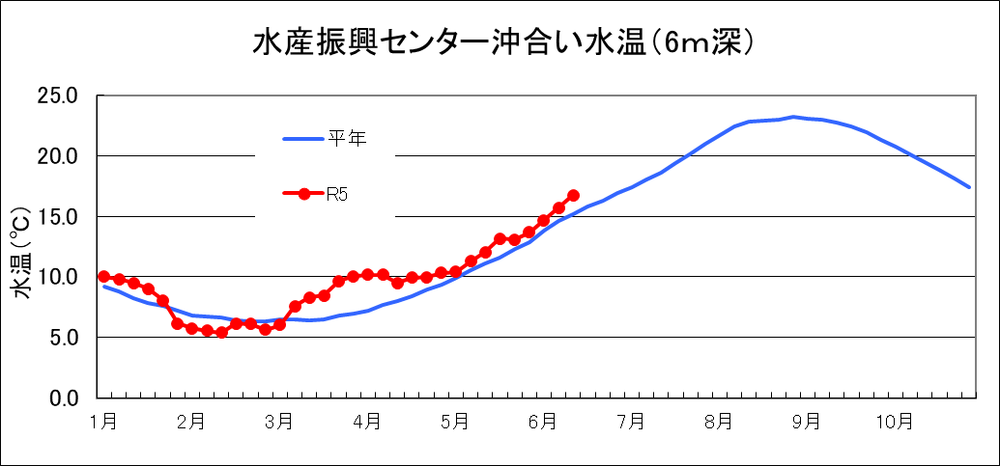 水産振興センター沖合い水温（6ｍ深）
水温（℃）
25.0
20.0
15.0
10.0
5.0
0.0
平年
R5
1月 2月 3月 4月 5月 6月 7月 8月 9月 10月